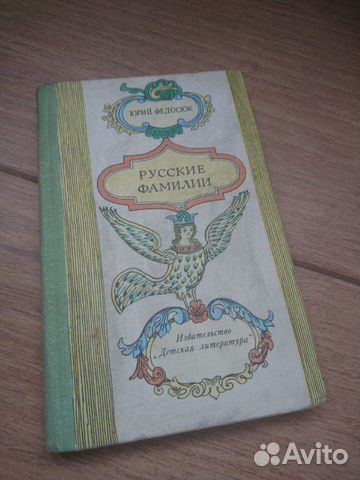 ЮРИЙ ФЕДОСЮК
РУССКИЕ
ФАМИЛИИ
Издательство
„Детская литература"
Avito